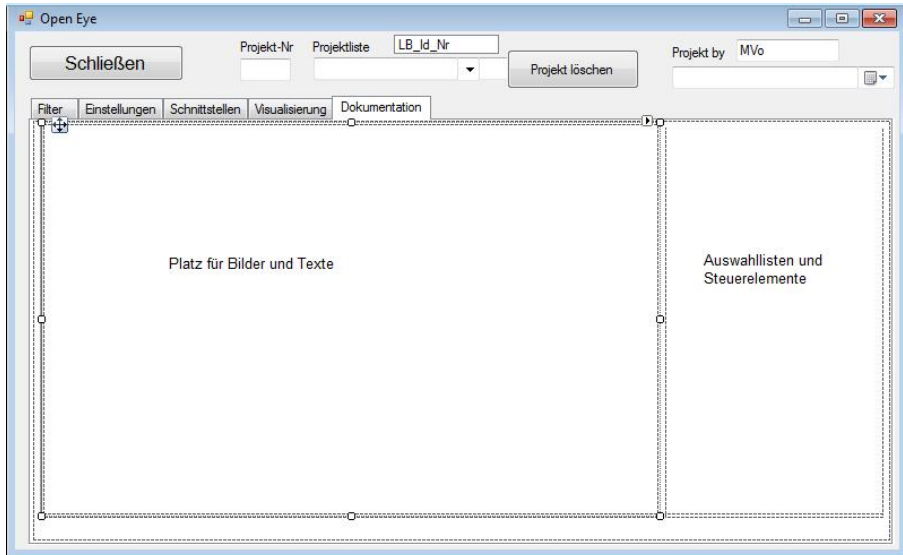 Open Eye
Schließen
Projekt-Nr
Projektliste
LB_Id_Nr
Projekt löschen
Projekt by
MVo
Filter
Einstellungen
Schnittstellen
Visualisierung
Dokumentation
Platz für Bilder und Texte
Auswahllisten und
Steuerelemente